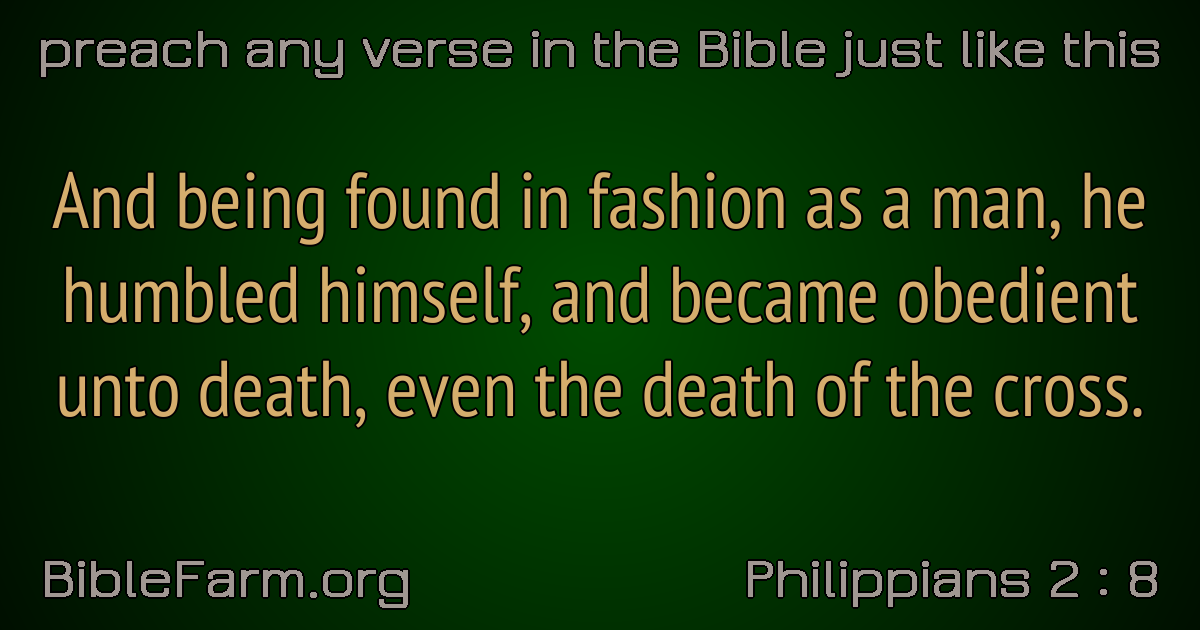 preach any verse in the Bible just like this
And being found in fashion as a man, he
humbled himself, and became obedient
unto death, even the death of the cross.
BibleFarm.org
Philippians 2 : 8